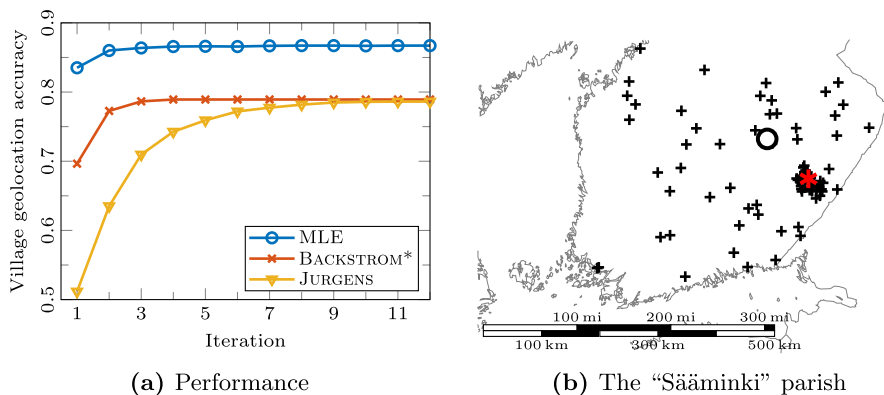 Village geolocation accuracy
0.9
0.8
0.7
0.6
0.5
1 3 5 7 9 11
Iteration
MLE
BACKSTROM*
JURGENS
(a) Performance
100 mi 200 mi 300 mi
100 km 300 km 500 km
(b) The “Sääminki” parish